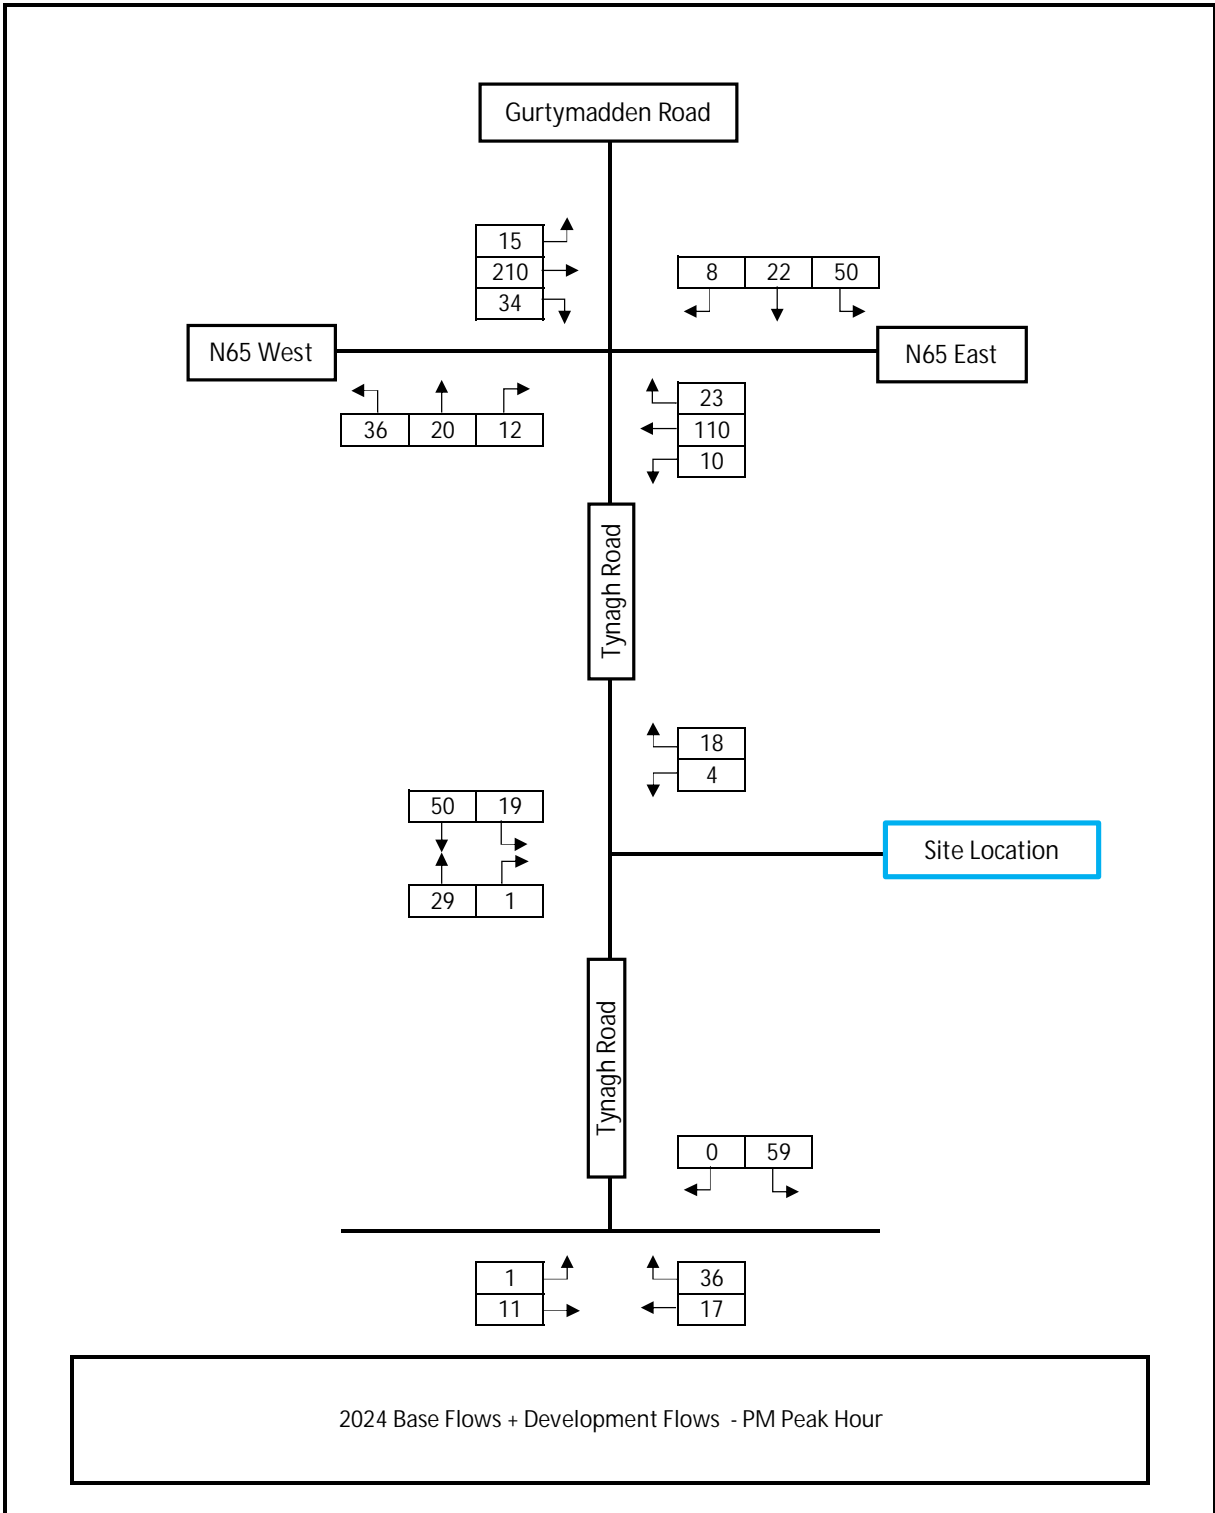 Gurtymadden Road
15
210
34
8 22 50
N65 West
N65 East
36 20 12
23
110
10
Tynagh Road
18
4
50 19
Site Location
29 1
Tynagh Road
0 59
1
11
36
17
2024 Base Flows + Development Flows - PM Peak Hour